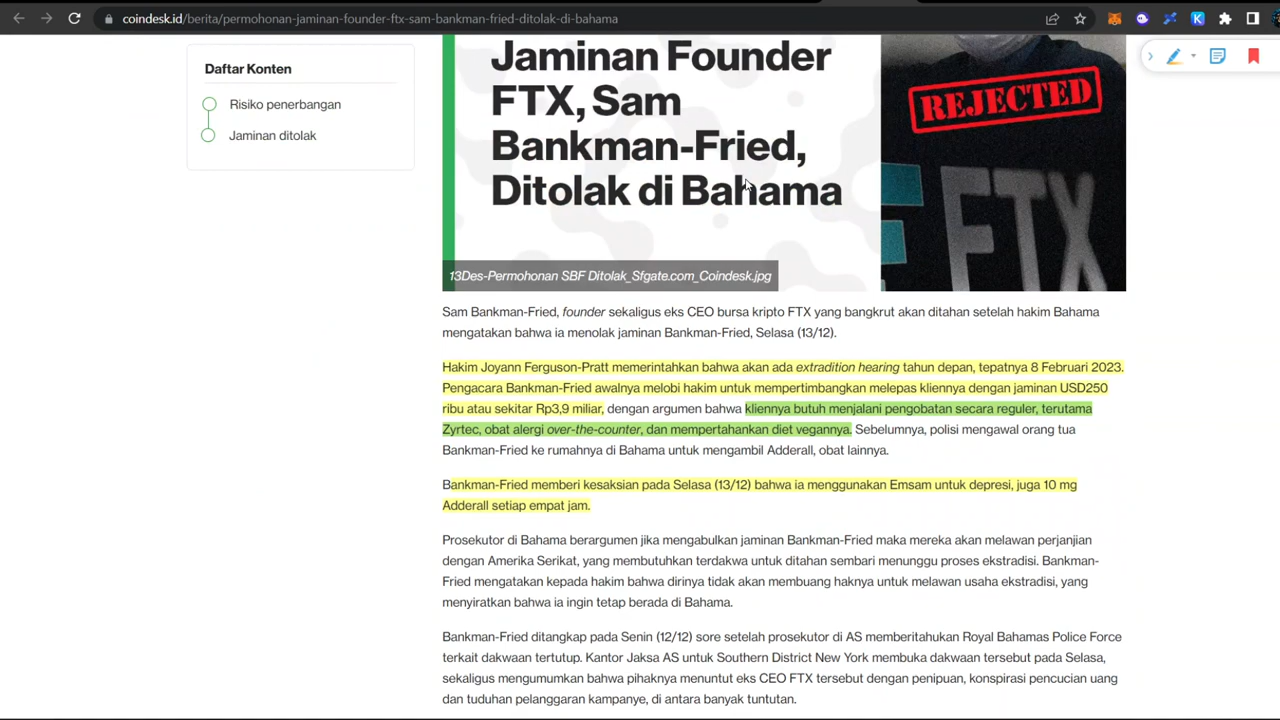 coindesk.id/berita/permohonan-jaminan-founder-ftx-sam-bankman-fried-ditolak-di-bahama
Daftar Konten
Risiko penerbangan
Jaminan ditolak
Jaminan Founder
FTX, Sam
Bankman-Fried,
Ditolak di Bahama
REJECTED
FTX
13Des-Permohonan SBF Ditolak_Sfgate.com_Coindesk.jpg
Sam Bankman-Fried, founder sekaligus eks CEO bursa kripto FTX yang bangkrut akan ditahan setelah hakim Bahama
mengatakan bahwa ia menolak jaminan Bankman-Fried, Selasa (13/12).
Hakim Joyann Ferguson-Pratt memerintahkan bahwa akan ada extradition hearing tahun depan, tepatnya 8 Februari 2023.
Pengacara Bankman-Fried awalnya melobi hakim untuk mempertimbangkan melepas kliennya dengan jaminan USD250
ribu atau sekitar Rp3,9 miliar, dengan argumen bahwa kliennya butuh menjalani pengobatan secara reguler, terutama
Zyrtec, obat alergi over-the-counter, dan mempertahankan diet vegannya. Sebelumnya, polisi mengawal orang tua
Bankman-Fried ke rumahnya di Bahama untuk mengambil Adderall, obat lainnya.
Bankman-Fried memberi kesaksian pada Selasa (13/12) bahwa ia menggunakan Emsam untuk depresi, juga 10 mg
Adderall setiap empat jam.
Prosekutor di Bahama berargumen jika mengabulkan jaminan Bankman-Fried maka mereka akan melawan perjanjian
dengan Amerika Serikat, yang membutuhkan terdakwa untuk ditahan sembari menunggu proses ekstradisi. Bankman-
Fried mengatakan kepada hakim bahwa dirinya tidak akan membuang haknya untuk melawan usaha ekstradisi, yang
menyiratkan bahwa ia ingin tetap berada di Bahama.
Bankman-Fried ditangkap pada Senin (12/12) sore setelah prosekutor di AS memberitahukan Royal Bahamas Police Force
terkait dakwaan tertutup. Kantor Jaksa AS untuk Southern District New York membuka dakwaan tersebut pada Selasa,
sekaligus mengumumkan bahwa pihaknya menuntut eks CEO FTX tersebut dengan penipuan, konspirasi pencucian uang
dan tuduhan pelanggaran kampanye, di antara banyak tuntutan.